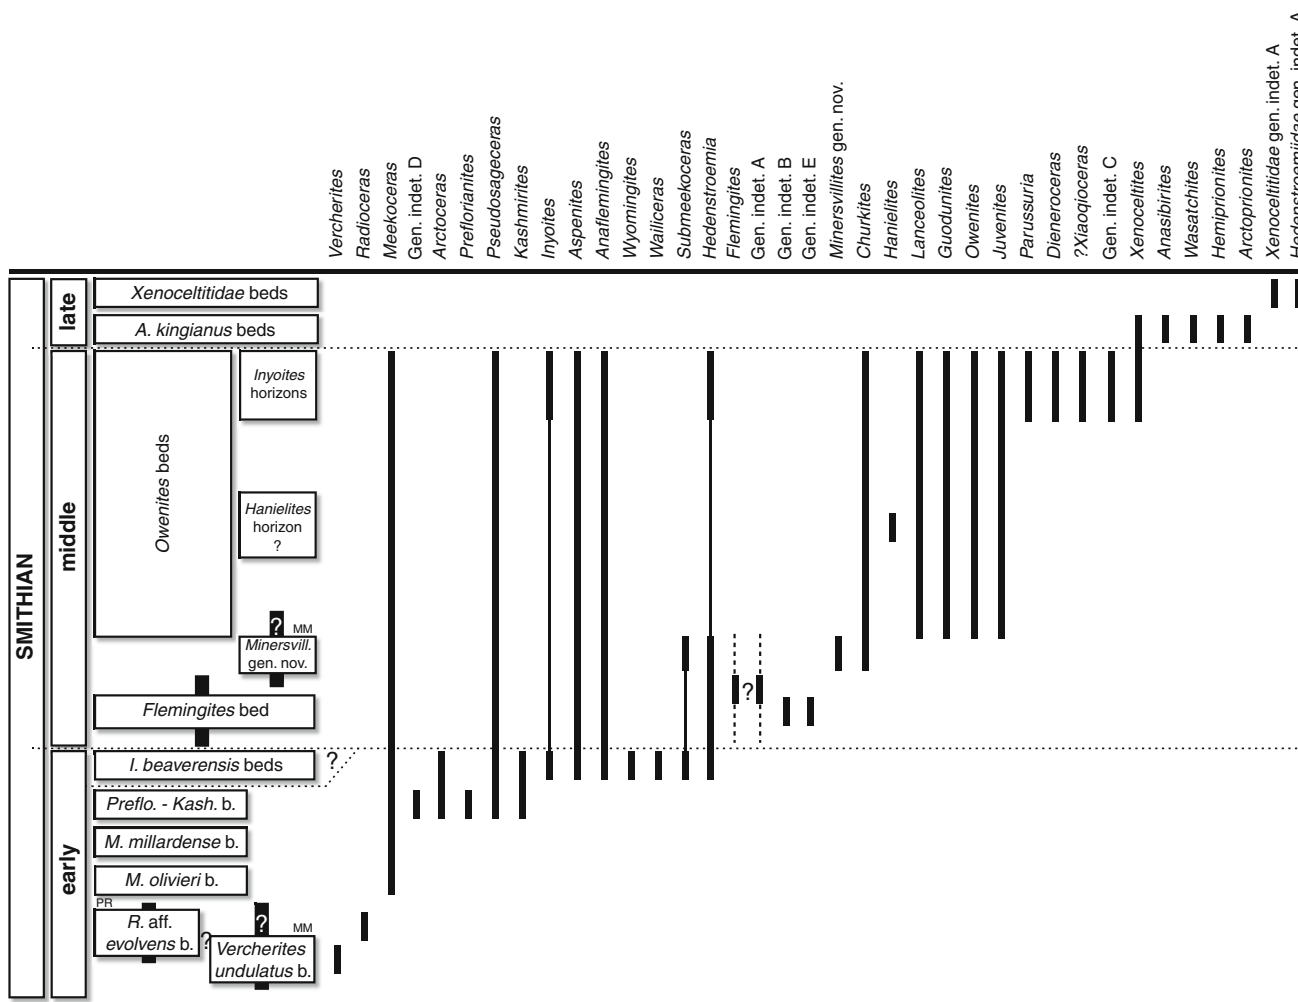 Vercherites
Radioceras
Meekoceras
Gen. indet. D
Arctoceras
Preflorianites
Pseudosageceras
Kashmirites
Inyoites
Aspenites
Anaflemingites
Wyomingites
Wailiceras
Submeekoceras
Hedenstroemia
Flemingites
Gen. indet. A
Gen. indet. B
Gen. indet. E
Minersvillites gen. nov.
Churkites
Hanielites
Lanceolites
Guodunites
Owenites
Juvenites
Parussuria
Dieneroceras
?Xiaoqioceras
Gen. indet. C
Xenoceltites
Anasibirites
Wasatchites
Hemiprionites
Arctoprionites
Xenoceltitidae gen. indet. A
Hedenstroemiidae gen. indet. A
SMITHIAN
late
Xenoceltitidae beds
A. kingianus beds
middle
Owenites beds
Inyoites
horizons
Hanielites
horizon
?
?
MM
Minersvill.
gen. nov.
Flemingites bed
?
early
I. beaverensis beds
?
Preflo. - Kash. b.
M. millardense b.
M. olivieri b.
PR
R. aff.
evolvens b.
?
?
MM
Vercherites
undulatus b.